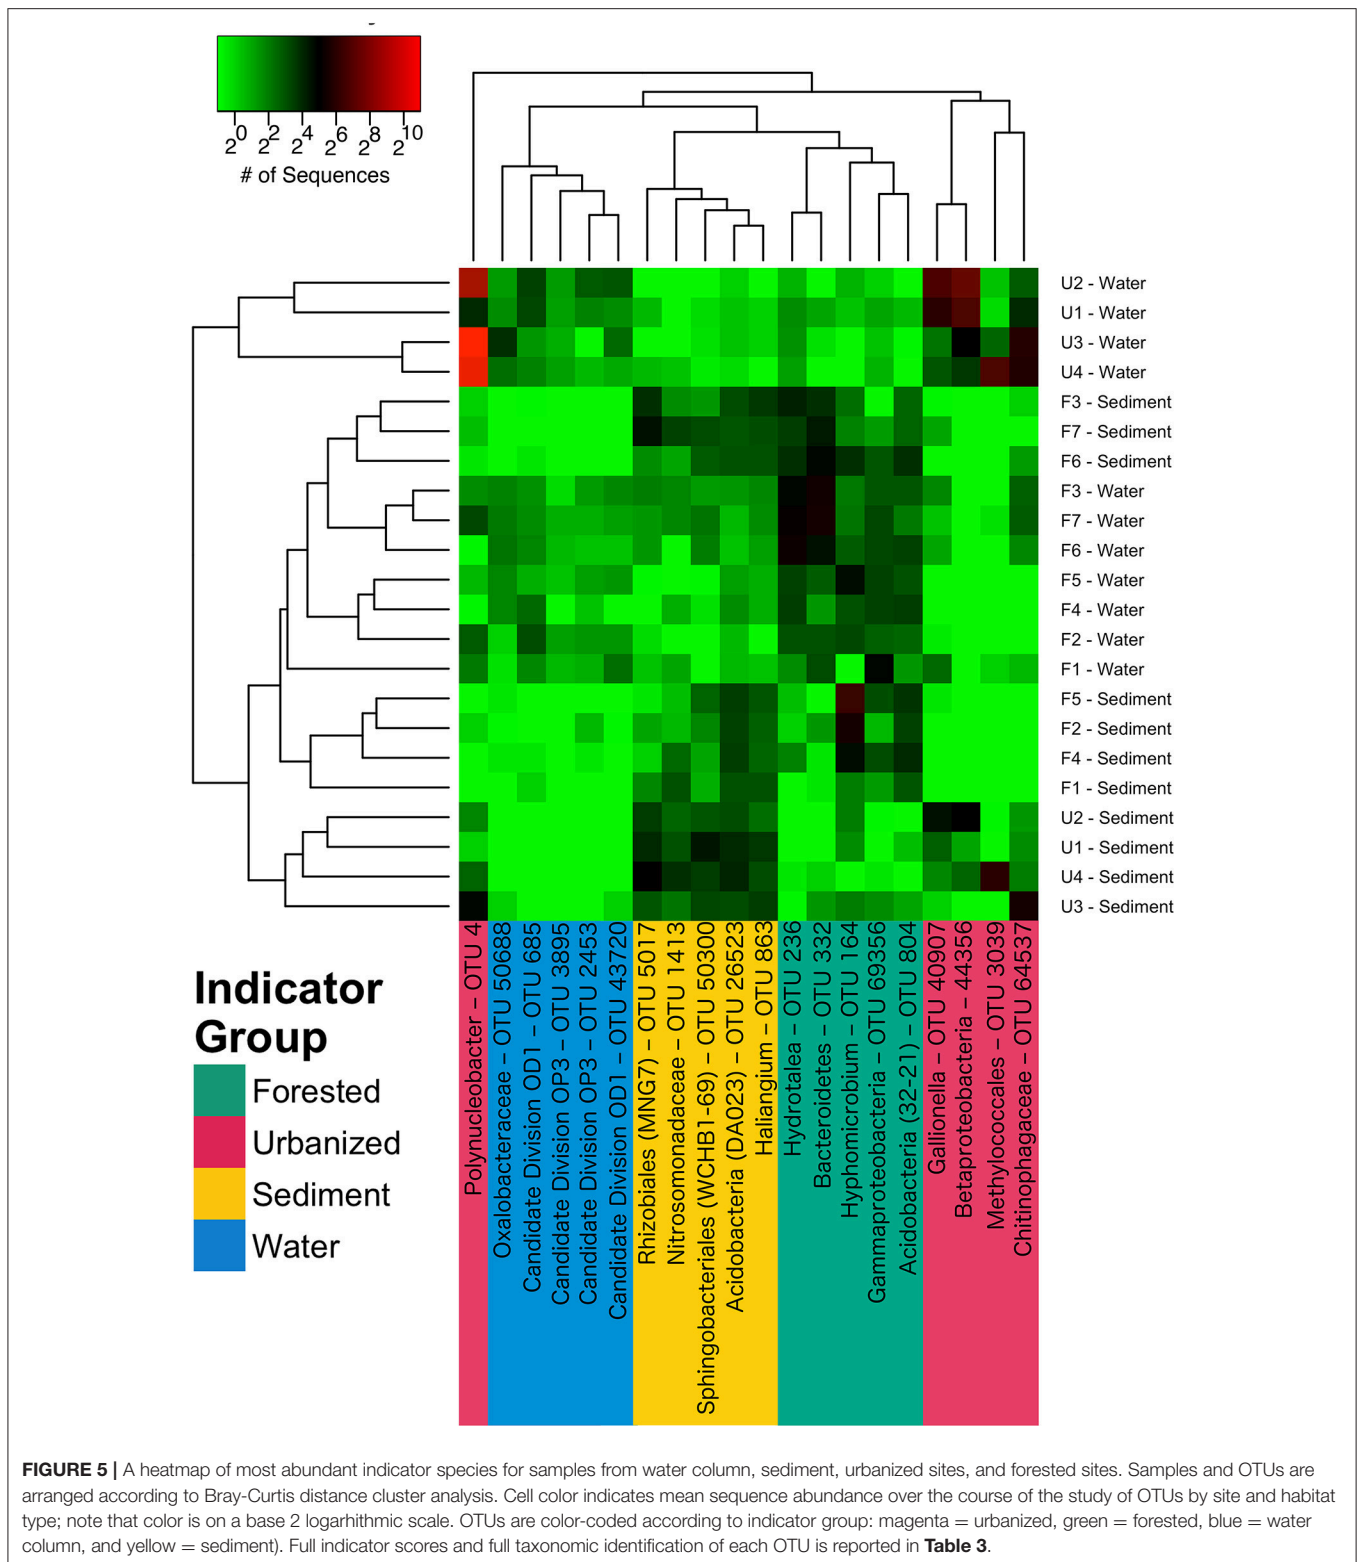 2^0 2^2 2^4 2^6 2^8 2^10
# of Sequences
U2 - Water
U1 - Water
U3 - Water
U4 - Water
F3 - Sediment
F7 - Sediment
F6 - Sediment
F3 - Water
F7 - Water
F6 - Water
F5 - Water
F4 - Water
F2 - Water
F1 - Water
F5 - Sediment
F2 - Sediment
F4 - Sediment
F1 - Sediment
U2 - Sediment
U1 - Sediment
U4 - Sediment
U3 - Sediment
Polynucleobacter – OTU 4
Oxalobacteraceae – OTU 50688
Candidate Division OD1 – OTU 685
Candidate Division OP3 – OTU 3895
Candidate Division OP3 – OTU 2453
Candidate Division OD1 – OTU 43720
Rhizobiales (MNG7) – OTU 5017
Nitrosomonadaceae – OTU 1413
Sphingobacteriales (WCHB1-69) – OTU 50300
Acidobacteria (DA023) – OTU 26523
Haliangium – OTU 863
Hydrotalea – OTU 236
Bacteroidetes – OTU 332
Hyphomicrobium – OTU 164
Gammaproteobacteria – OTU 69356
Acidobacteria (32-21) – OTU 804
Gallionella – OTU 40907
Betaproteobacteria – 44356
Methylococcales – OTU 3039
Chitinophagaceae – OTU 64537
Indicator
Group
Forested
Urbanized
Sediment
Water
FIGURE 5 | A heatmap of most abundant indicator species for samples from water column, sediment, urbanized sites, and forested sites. Samples and OTUs are
arranged according to Bray-Curtis distance cluster analysis. Cell color indicates mean sequence abundance over the course of the study of OTUs by site and habitat
type; note that color is on a base 2 logarhithmic scale. OTUs are color-coded according to indicator group: magenta = urbanized, green = forested, blue = water
column, and yellow = sediment). Full indicator scores and full taxonomic identification of each OTU is reported in Table 3.